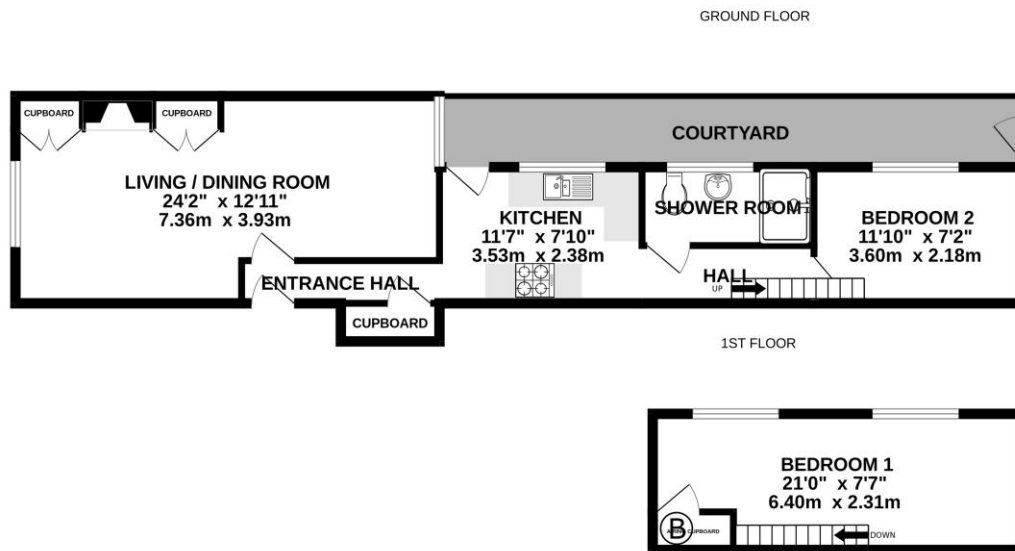 GROUND FLOOR
CUPBOARD
CUPBOARD
COURTYARD
LIVING / DINING ROOM
24'2" x 12'11"
7.36m x 3.93m
KITCHEN
11'7" x 7'10"
3.53m x 2.38m
SHOWER ROOM
BEDROOM 2
11'10" x 7'2"
3.60m x 2.18m
ENTRANCE HALL
HALL
UP
CUPBOARD
1ST FLOOR
BEDROOM 1
21'0" x 7'7"
6.40m x 2.31m
B
CUPBOARD
DOWN